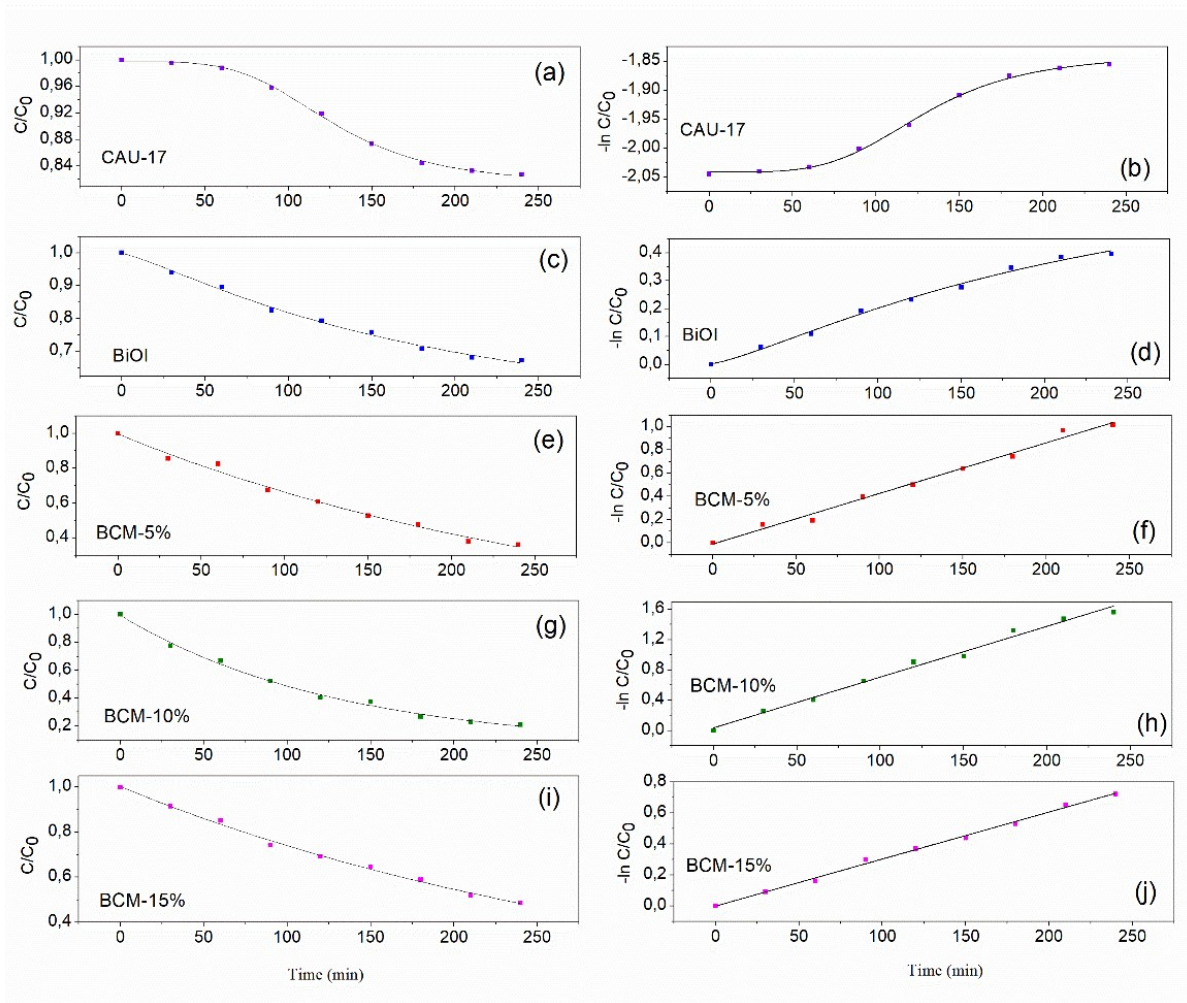 1,00
0,96
0,92
0,88
0,84
C/C0
(a)
CAU-17
0 50 100 150 200 250
-1,85
-1,90
-1,95
-2,00
-2,05
-ln C/C0
CAU-17
(b)
0 50 100 150 200 250
1,0
0,9
0,8
0,7
C/C0
(c)
BiOI
0 50 100 150 200 250
0,4
0,3
0,2
0,1
0,0
-ln C/C0
BiOI
(d)
0 50 100 150 200 250
1,0
0,8
0,6
0,4
C/C0
(e)
BCM-5%
0 50 100 150 200 250
1,0
0,8
0,6
0,4
0,2
0,0
-ln C/C0
BCM-5%
(f)
0 50 100 150 200 250
1,0
0,8
0,6
0,4
0,2
C/C0
(g)
BCM-10%
0 50 100 150 200 250
1,6
1,2
0,8
0,4
0,0
-ln C/C0
BCM-10%
(h)
0 50 100 150 200 250
1,0
0,8
0,6
0,4
C/C0
(i)
BCM-15%
0 50 100 150 200 250
Time (min)
0,8
0,6
0,4
0,2
0,0
-ln C/C0
BCM-15%
(j)
0 50 100 150 200 250
Time (min)